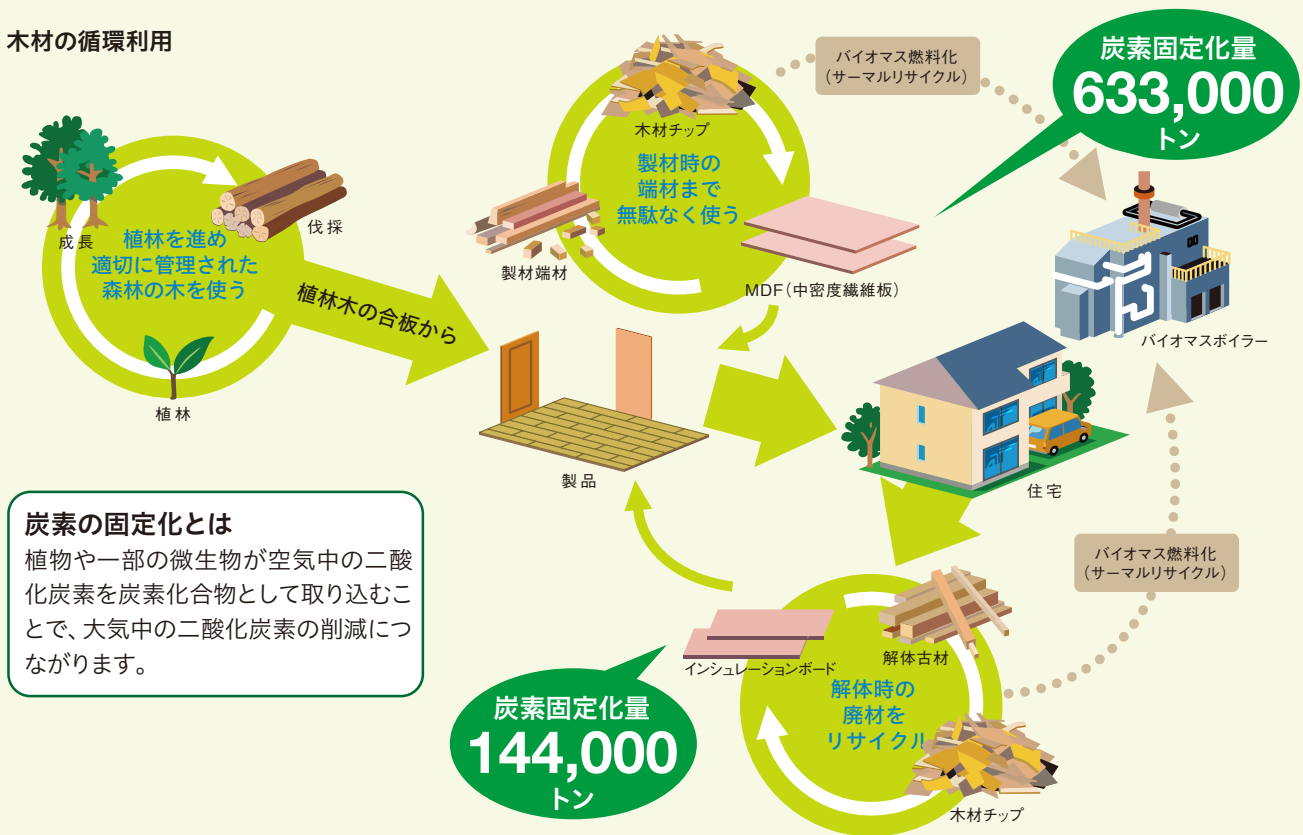 木材の循環利用
成長
伐採
植林を進め
適切に管理された
森林の木を使う
植林
植林木の合板から
木材チップ
製材時の
端材まで
無駄なく使う
製材端材
MDF（中密度繊維板）
バイオマス燃料化
（サーマルリサイクル）
炭素固定化量
633,000
トン
バイオマスボイラー
製品
住宅
バイオマス燃料化
（サーマルリサイクル）
炭素の固定化とは
植物や一部の微生物が空気中の二酸
化炭素を炭素化合物として取り込むこ
とで、大気中の二酸化炭素の削減につ
ながります。
インシュレーションボード
解体古材
解体時の
廃材を
リサイクル
木材チップ
炭素固定化量
144,000
トン